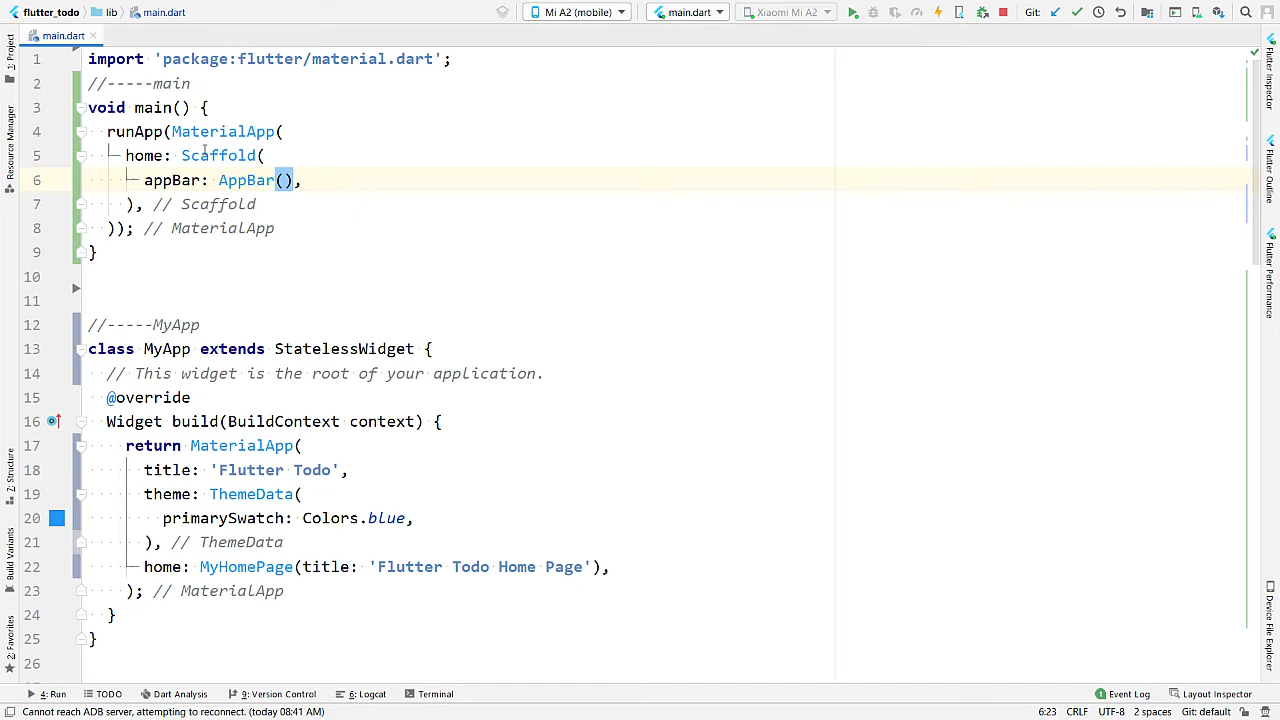 flutter_todo
lib
main.dart
Mi A2 (mobile)
main.dart
Xiaomi Mi A2
Git:
main.dart
1 import 'package:flutter/material.dart';
2 //-----main
3 void main() {
4 runApp(MaterialApp(
5 home: Scaffold(
6 appBar: AppBar(),
7 ), // Scaffold
8 )); // MaterialApp
9 }
10
11
12 //-----MyApp
13 class MyApp extends StatelessWidget {
14 // This widget is the root of your application.
15 @override
16 Widget build(BuildContext context) {
17 return MaterialApp(
18 title: 'Flutter Todo',
19 theme: ThemeData(
20 primarySwatch: Colors.blue,
21 ), // ThemeData
22 home: MyHomePage(title: 'Flutter Todo Home Page'),
23 ); // MaterialApp
24 }
25 }
26
1: Project
Resource Manager
Z: Structure
Build Variants
2: Favorites
Flutter Inspector
Flutter Outline
Flutter Performance
Device File Explorer
4: Run
TODO
Dart Analysis
9: Version Control
6: Logcat
Terminal
1 Event Log
Layout Inspector
Cannot reach ADB server, attempting to reconnect. (today 08:41 AM)
6:23
CRLF
UTF-8
2 spaces
Git: default